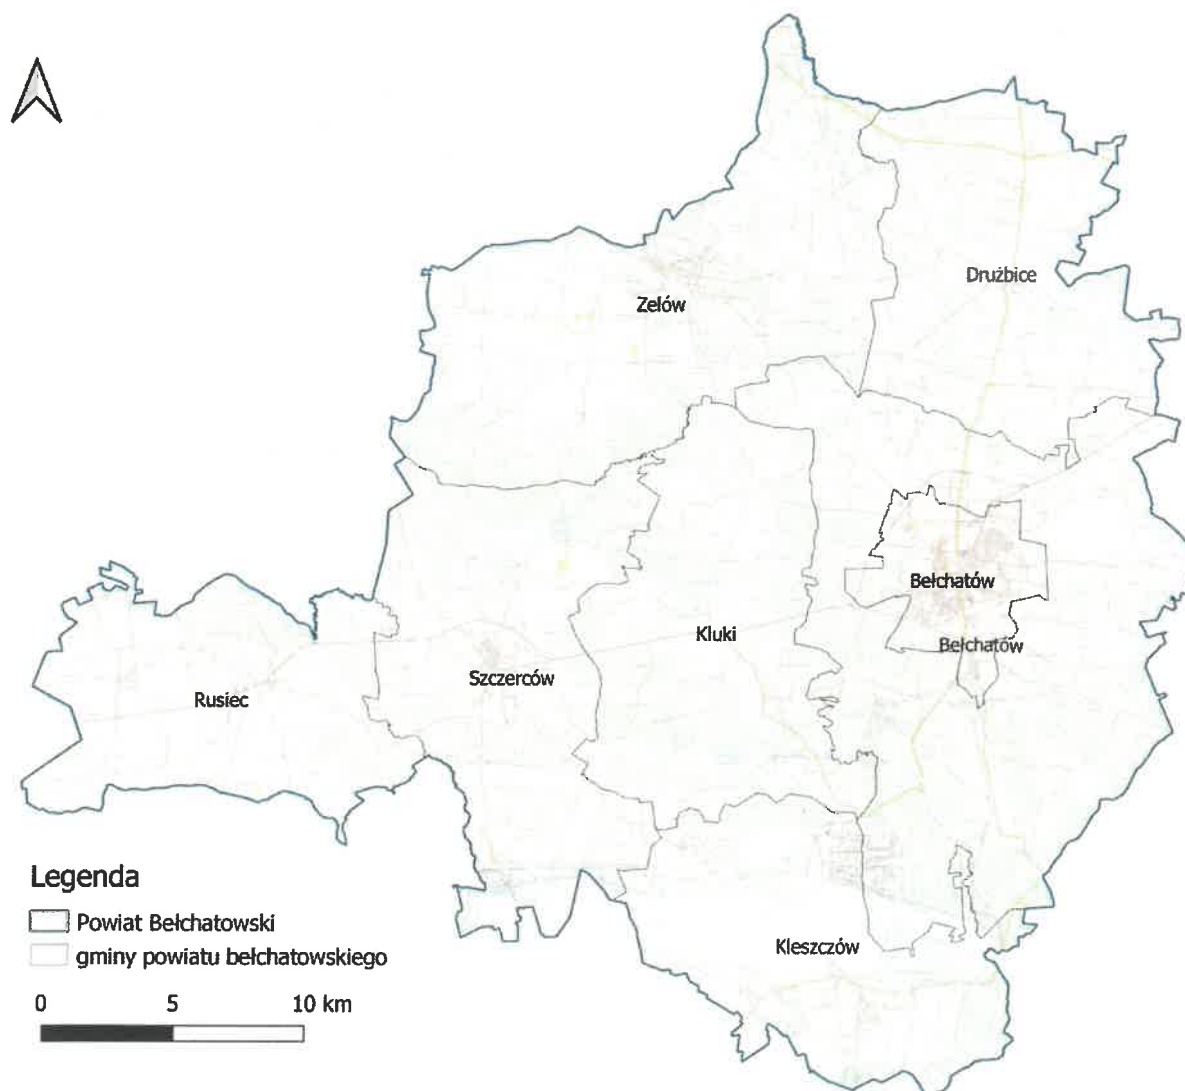 Drużbice
Zelów
Bełchatów
Kluki
Bełchatów
Szczerców
Rusiec
Kleszczów
Legenda
Powiat Bełchatowski
gminy powiatu bełchatowskiego
0 5 10 km